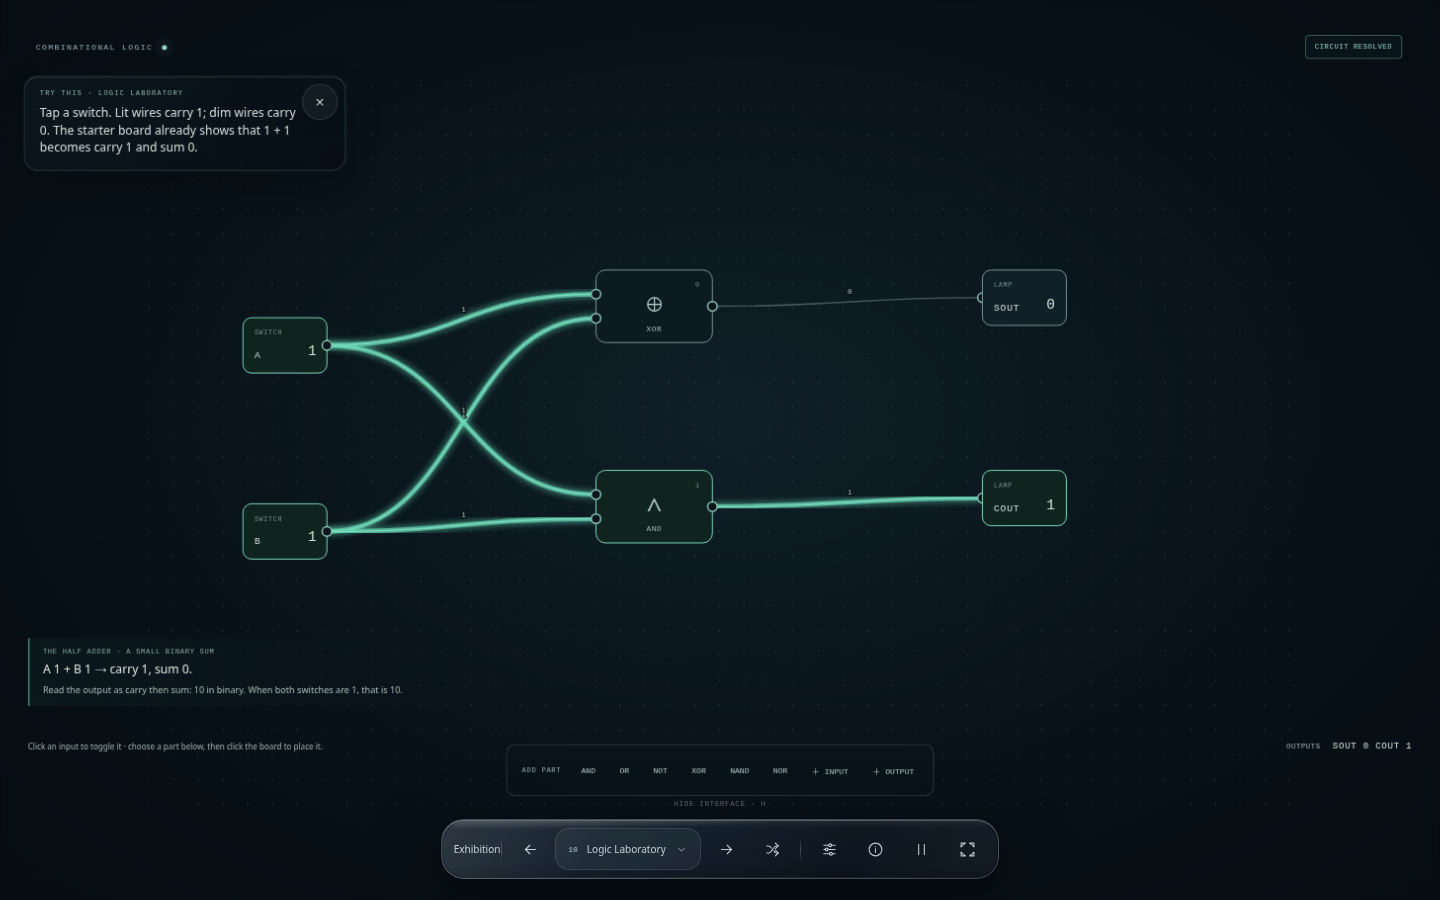 COMBINATIONAL LOGIC
CIRCUIT RESOLVED
TRY THIS · LOGIC LABORATORY
Tap a switch. Lit wires carry 1; dim wires carry
0. The starter board already shows that 1 + 1
becomes carry 1 and sum 0.
×
SWITCH
A 1
SWITCH
B 1
1
1
1
0
⊕
XOR
1
∧
AND
0
1
LAMP
SOUT 0
LAMP
COUT 1
THE HALF ADDER · A SMALL BINARY SUM
A 1 + B 1 → carry 1, sum 0.
Read the output as carry then sum: 10 in binary. When both switches are 1, that is 10.
Click an input to toggle it · choose a part below, then click the board to place it.
OUTPUTS SOUT 0 COUT 1
ADD PART AND OR NOT XOR NAND NOR + INPUT + OUTPUT
HIDE INTERFACE · H
Exhibition
10 Logic Laboratory